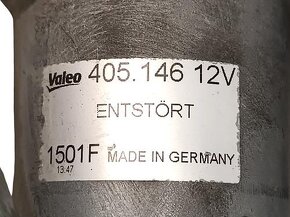 Valeo 405.146 12V
ENTSTÖRT
1501F MADE IN GERMANY
13.47